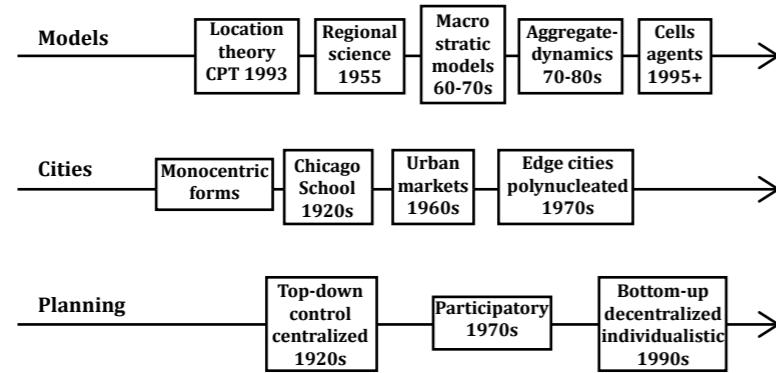 Models
Location
theory
CPT 1993
Regional
science
1955
Macro
stratic
models
60-70s
Aggregate-
dynamics
70-80s
Cells
agents
1995+
Cities
Monocentric
forms
Chicago
School
1920s
Urban
markets
1960s
Edge cities
polynucleated
1970s
Planning
Top-down
control
centralized
1920s
Participatory
1970s
Bottom-up
decentralized
individualistic
1990s